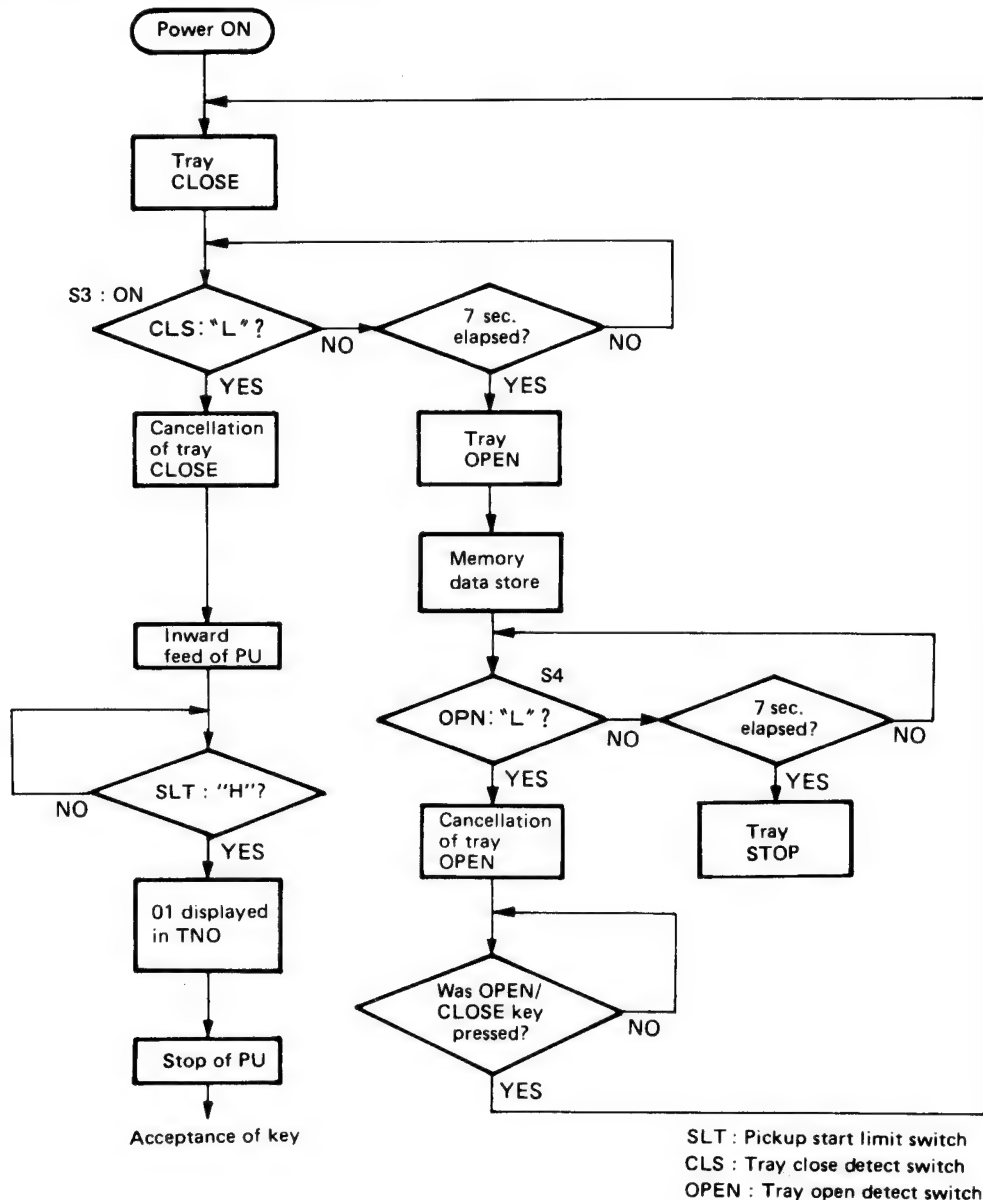 Power ON
Tray
CLOSE
S3 : ON
CLS: "L" ?
NO
YES
7 sec.
elapsed?
NO
YES
Cancellation
of tray
CLOSE
Tray
OPEN
Memory
data store
Inward
feed of PU
S4
OPN: "L" ?
NO
YES
7 sec.
elapsed?
NO
YES
SLT : "H"?
NO
YES
Cancellation
of tray
OPEN
Tray
STOP
01 displayed
in TNO
Was OPEN/
CLOSE key
pressed?
NO
YES
Stop of PU
Acceptance of key
SLT : Pickup start limit switch
CLS : Tray close detect switch
OPEN : Tray open detect switch